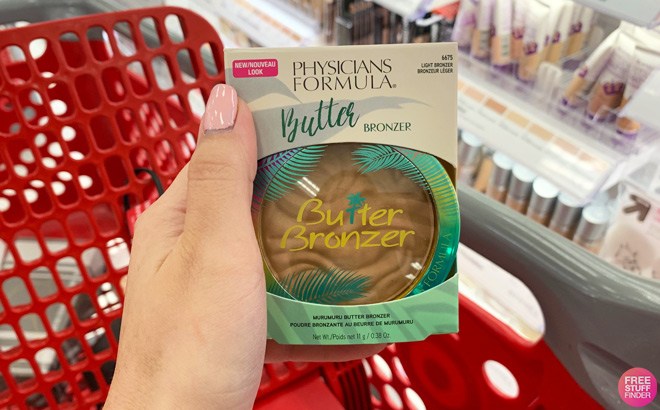 NEW/NOUVEAU
LOOK
PHYSICIANS
FORMULA®
6675
LIGHT BRONZER
BRONZEUR LÉGER
Butter
BRONZER
Butter
Bronzer
FORMULA
MURUMURU BUTTER BRONZER
POUDRE BRONZANTE AU BEURRE DE MURUMURU
Net Wt./Poids net 11 g / 0.38 Oz.
FREE
STUFF
FINDER